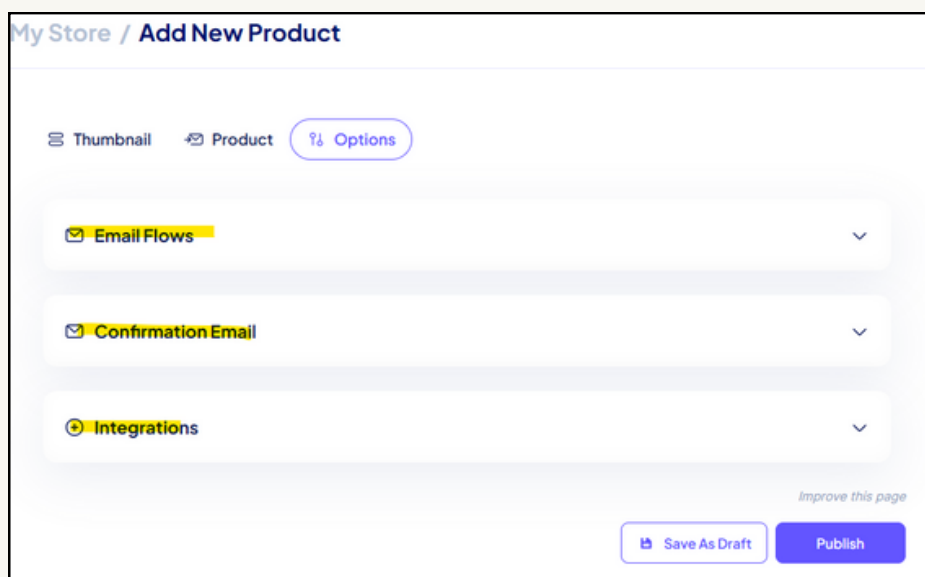 My Store / Add New Product
Thumbnail Product Options
Email Flows
Confirmation Email
Integrations
Improve this page
Save As Draft Publish